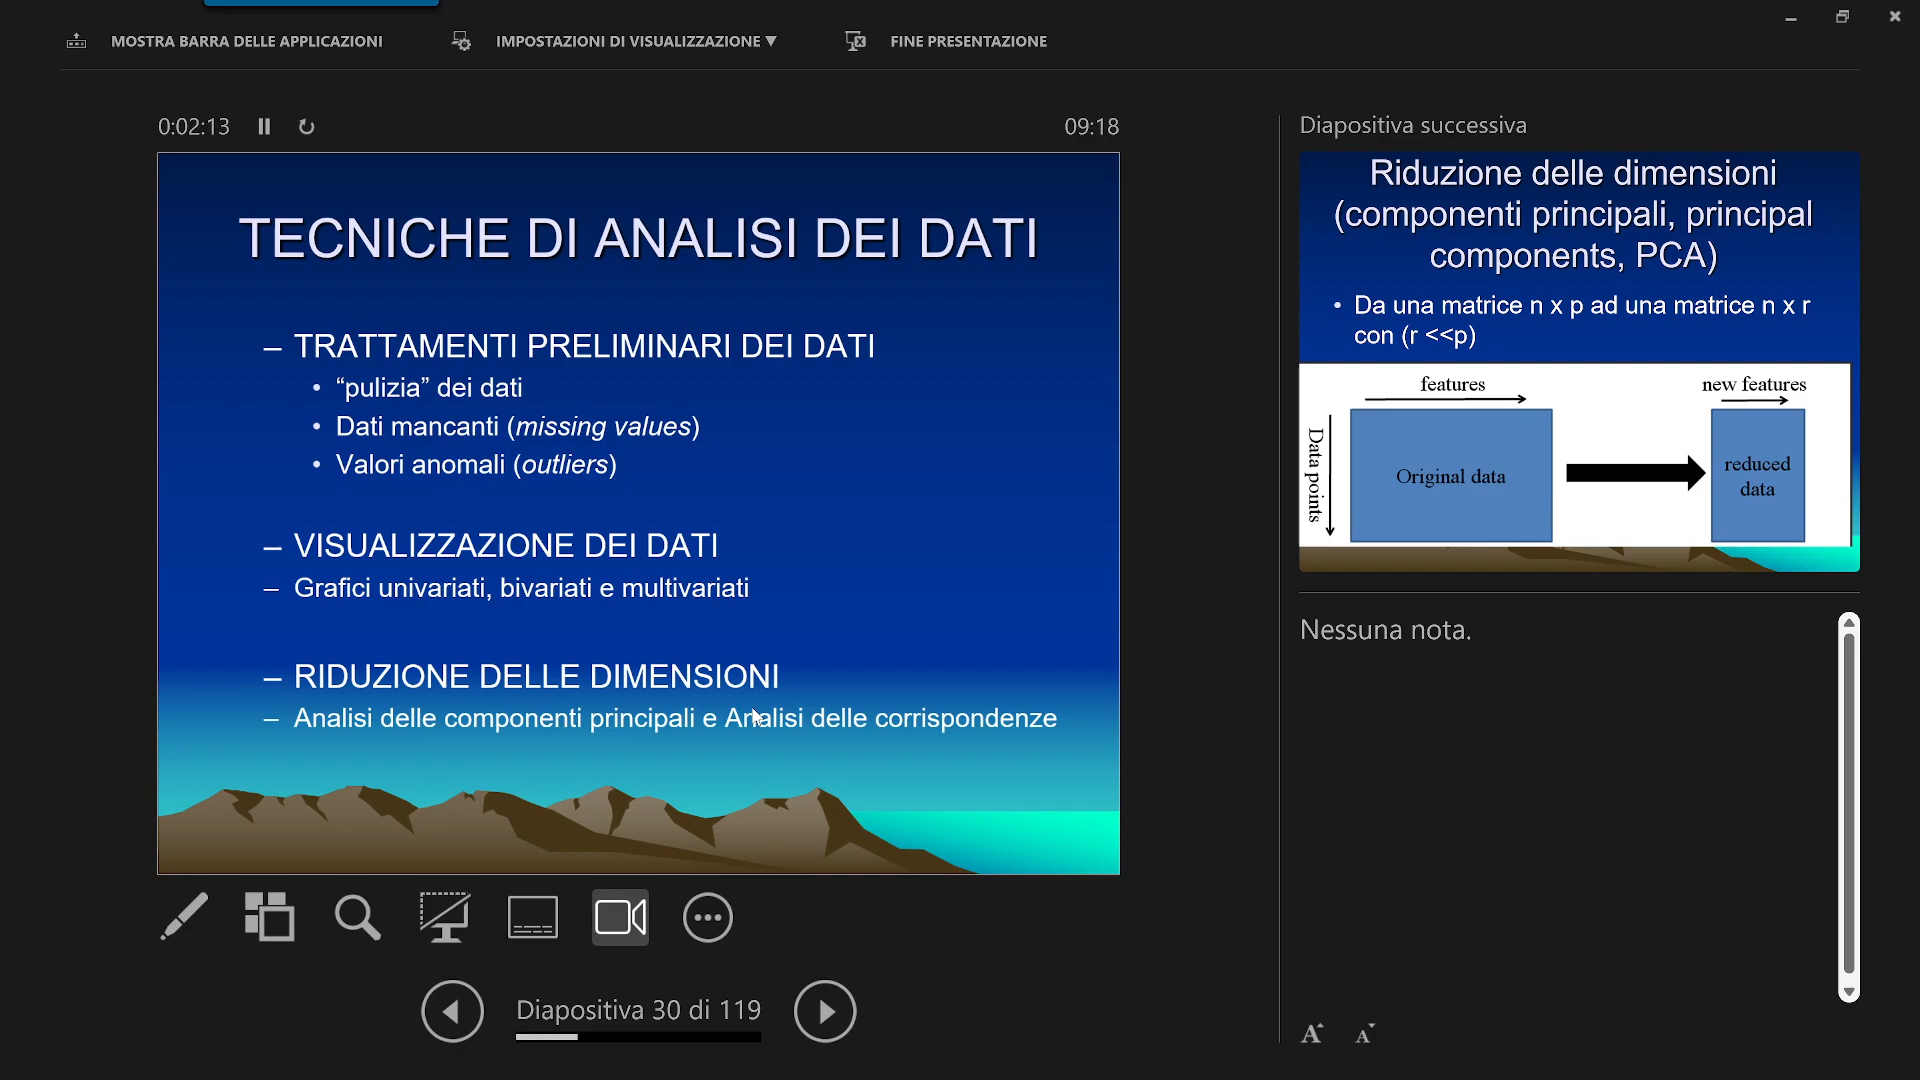 MOSTRA BARRA DELLE APPLICAZIONI
IMPOSTAZIONI DI VISUALIZZAZIONE ▼
FINE PRESENTAZIONE
0:02:13
09:18
TECNICHE DI ANALISI DEI DATI
– TRATTAMENTI PRELIMINARI DEI DATI
• “pulizia” dei dati
• Dati mancanti (missing values)
• Valori anomali (outliers)
– VISUALIZZAZIONE DEI DATI
– Grafici univariati, bivariati e multivariati
– RIDUZIONE DELLE DIMENSIONI
– Analisi delle componenti principali e Analisi delle corrispondenze
Diapositiva 30 di 119
Diapositiva successiva
Riduzione delle dimensioni
(componenti principali, principal
components, PCA)
• Da una matrice n x p ad una matrice n x r
con (r <<p)
features
new features
Data points
Original data
reduced
data
Nessuna nota.
A
A